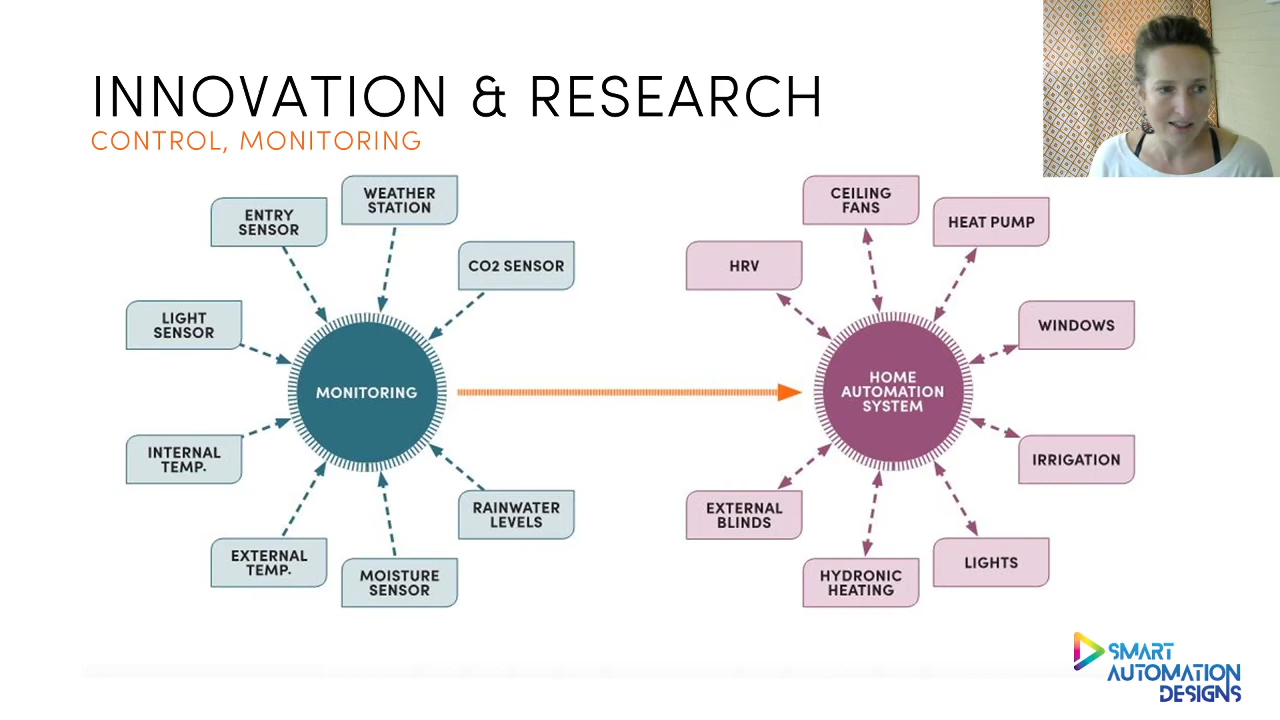 INNOVATION & RESEARCH
CONTROL, MONITORING
ENTRY
SENSOR
WEATHER
STATION
CO2 SENSOR
LIGHT
SENSOR
MONITORING
INTERNAL
TEMP.
EXTERNAL
TEMP.
MOISTURE
SENSOR
RAINWATER
LEVELS
HRV
CEILING
FANS
HEAT PUMP
WINDOWS
HOME
AUTOMATION
SYSTEM
IRRIGATION
EXTERNAL
BLINDS
HYDRONIC
HEATING
LIGHTS
SMART
AUTOMATION
DESIGNS